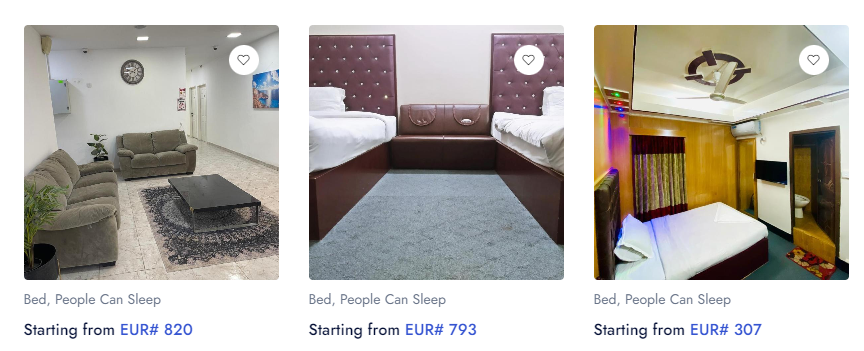 Bed, People Can Sleep
Starting from EUR# 820
Bed, People Can Sleep
Starting from EUR# 793
Bed, People Can Sleep
Starting from EUR# 307